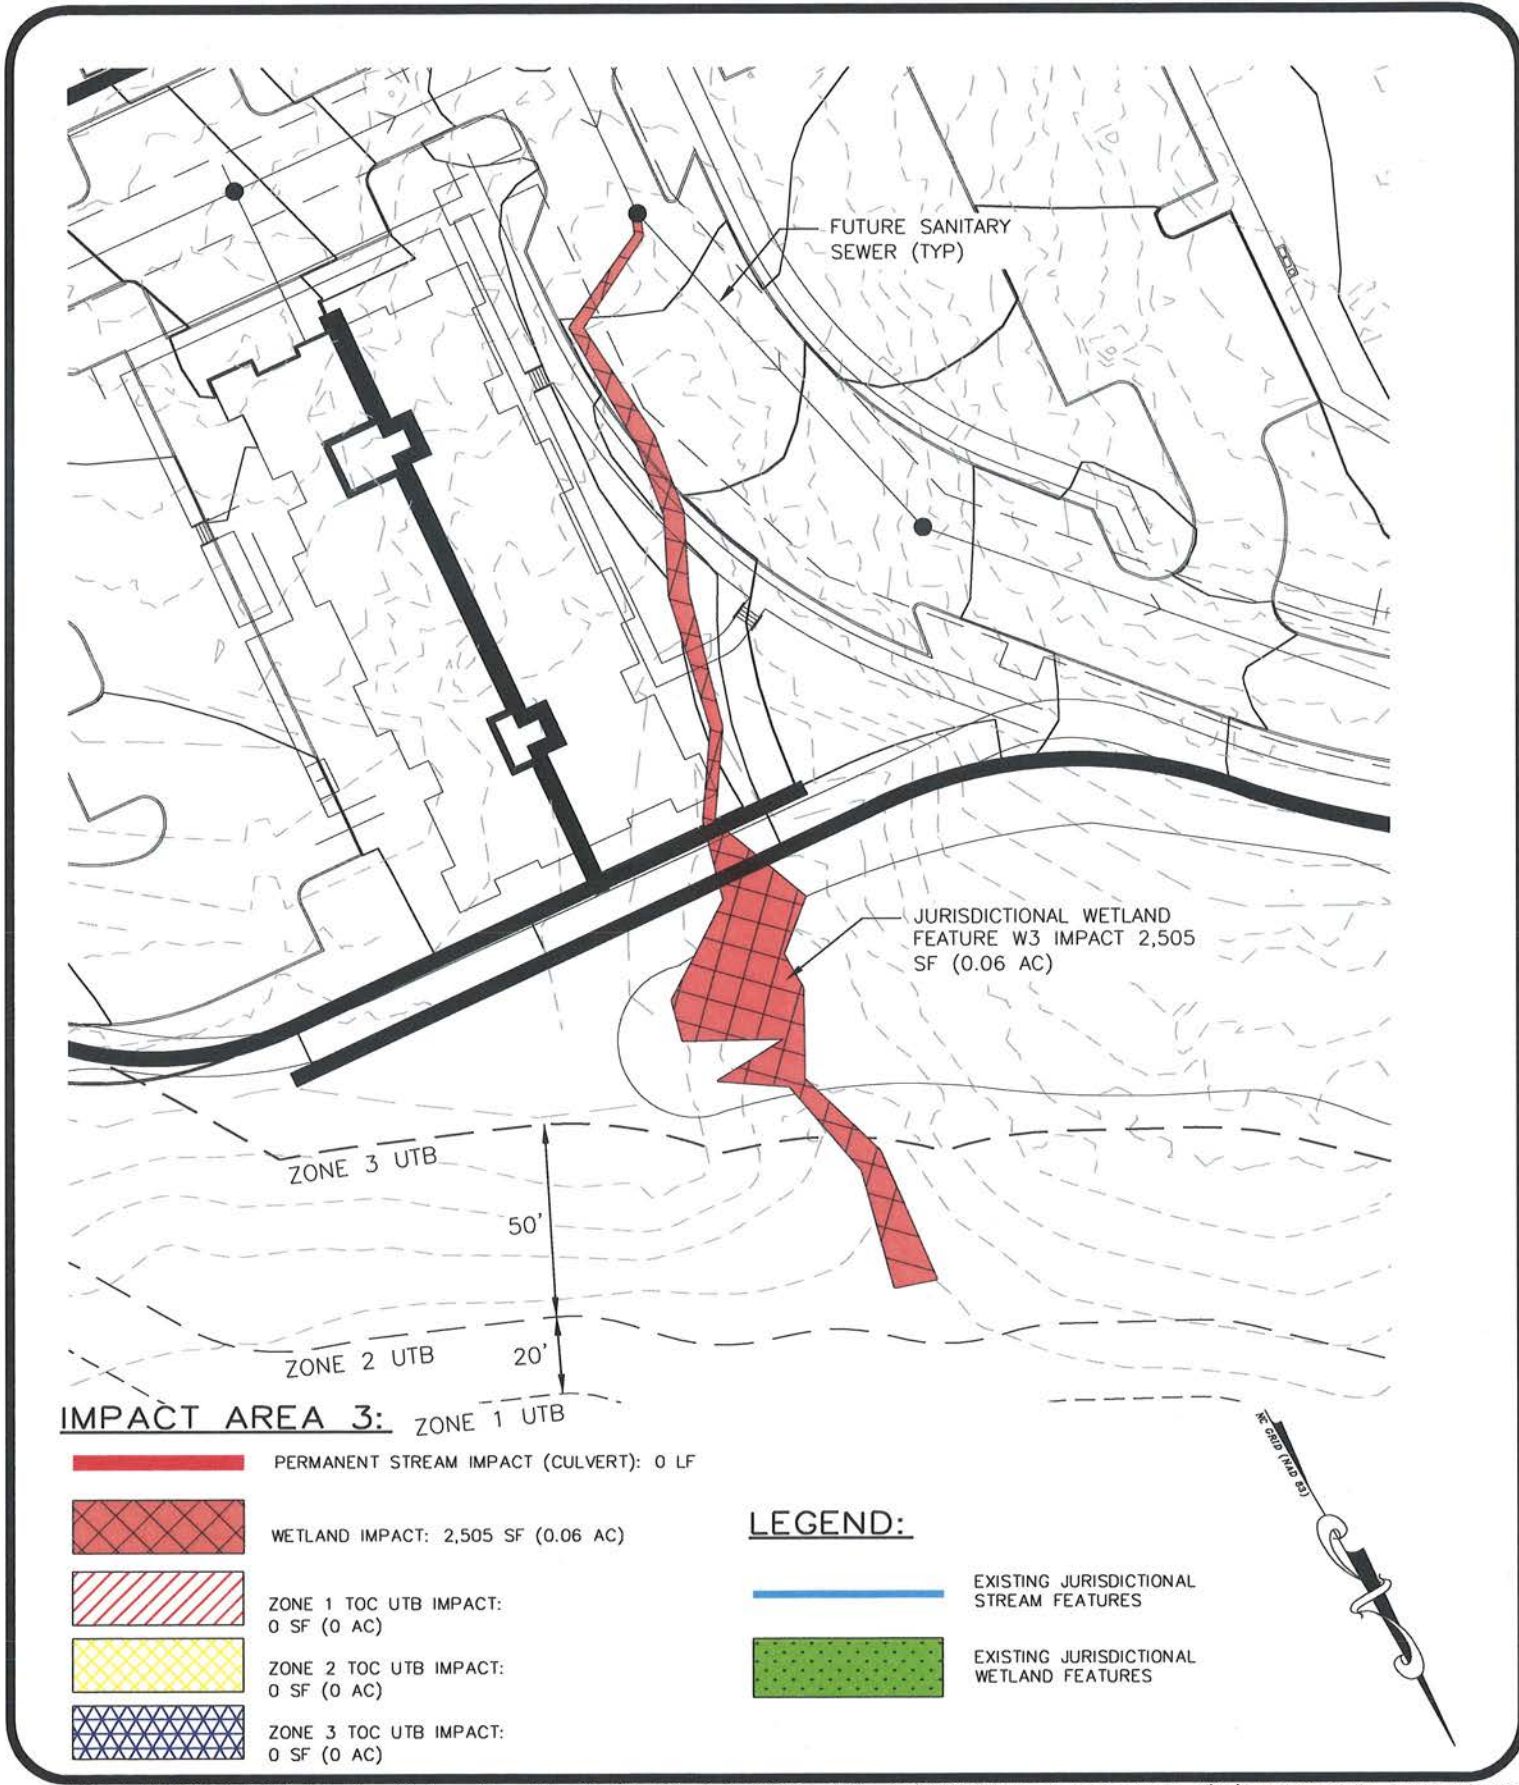 FUTURE SANITARY
SEWER (TYP)
JURISDICTIONAL WETLAND
FEATURE W3 IMPACT 2,505
SF (0.06 AC)
ZONE 3 UTB
50'
ZONE 2 UTB
20'
ZONE 1 UTB
IMPACT AREA 3:
PERMANENT STREAM IMPACT (CULVERT): 0 LF
WETLAND IMPACT: 2,505 SF (0.06 AC)
ZONE 1 TOC UTB IMPACT:
0 SF (0 AC)
ZONE 2 TOC UTB IMPACT:
0 SF (0 AC)
ZONE 3 TOC UTB IMPACT:
0 SF (0 AC)
LEGEND:
EXISTING JURISDICTIONAL
STREAM FEATURES
EXISTING JURISDICTIONAL
WETLAND FEATURES
NC GRID (NAD 83)